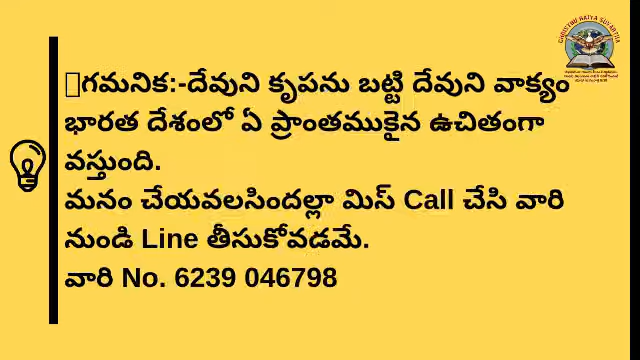 గమనిక:-దేవుని కృపను బట్టి దేవుని వాక్యం
భారత దేశంలో ఏ ప్రాంతముకైన ఉచితంగా
వస్తుంది.
మనం చేయవలసిందల్లా మిస్ Call చేసి వారి
నుండి Line తీసుకోవడమే.
వారి No. 6239 046798